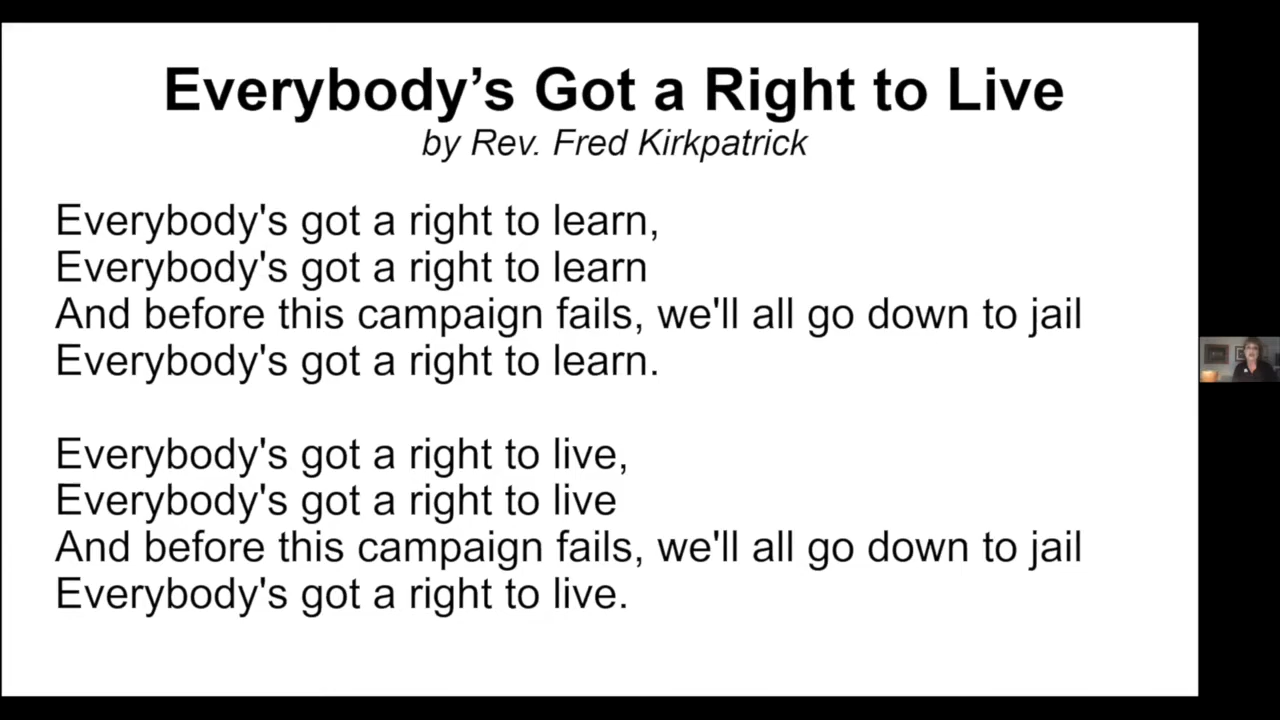 Everybody’s Got a Right to Live
by Rev. Fred Kirkpatrick
Everybody's got a right to learn,
Everybody's got a right to learn
And before this campaign fails, we'll all go down to jail
Everybody's got a right to learn.
Everybody's got a right to live,
Everybody's got a right to live
And before this campaign fails, we'll all go down to jail
Everybody's got a right to live.